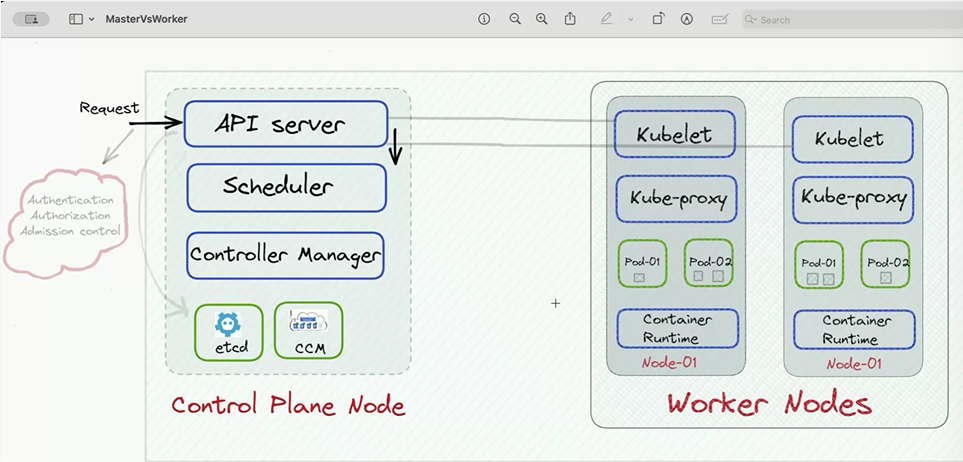 MasterVsWorker
Search
Request
Authentication
Authorization
Admission control
API server
Scheduler
Controller Manager
etcd
CCM
Control Plane Node
Kubelet
Kube-proxy
Pod-01
Pod-02
Container
Runtime
Node-01
Kubelet
Kube-proxy
Pod-01
Pod-02
Container
Runtime
Node-01
Worker Nodes